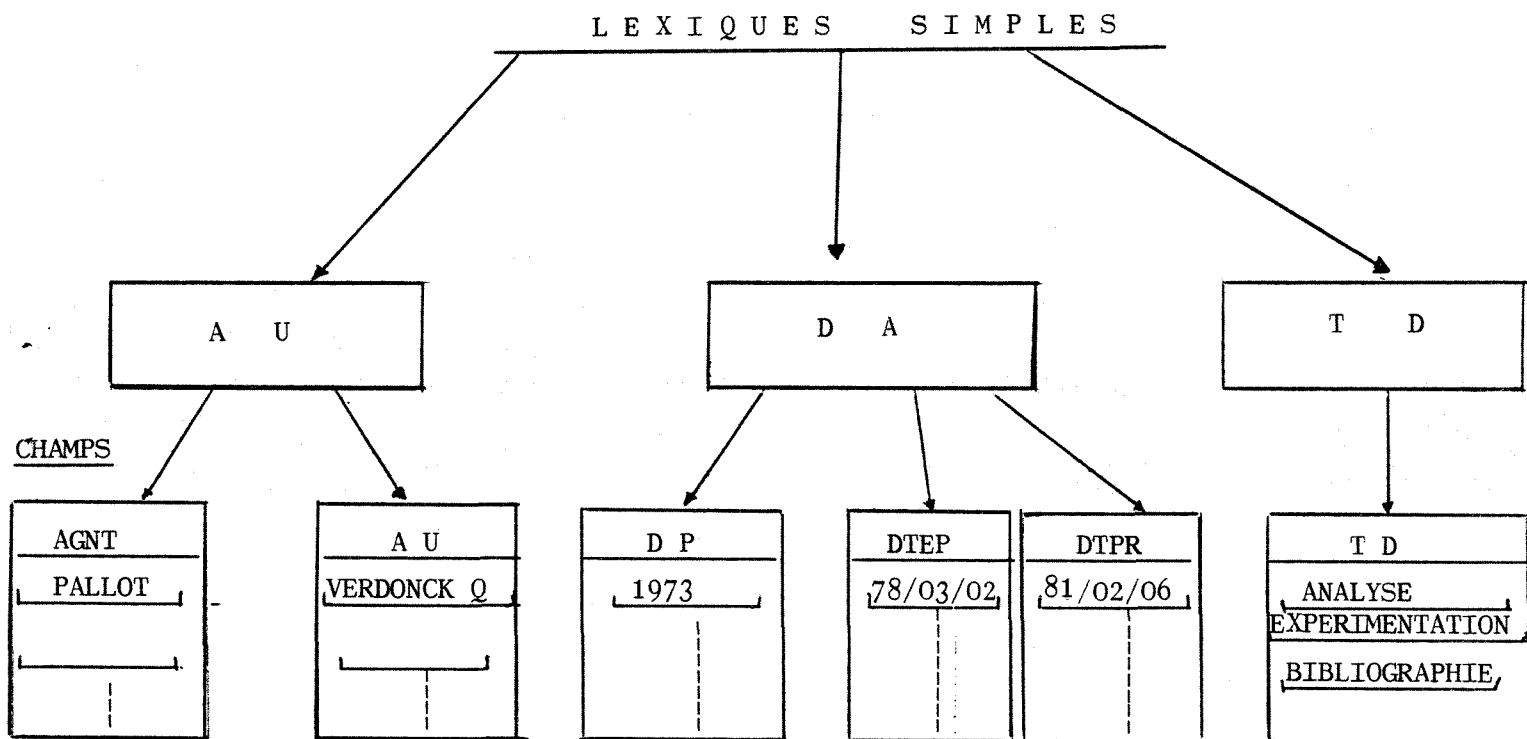 LEXIQUES SIMPLES
A U
D A
T D
CHAMPS
AGNT
PALLOT
A U
VERDONCK Q
D P
1973
DTEP
78/03/02
DTPR
81/02/06
T D
ANALYSE
EXPERIMENTATION
BIBLIOGRAPHIE